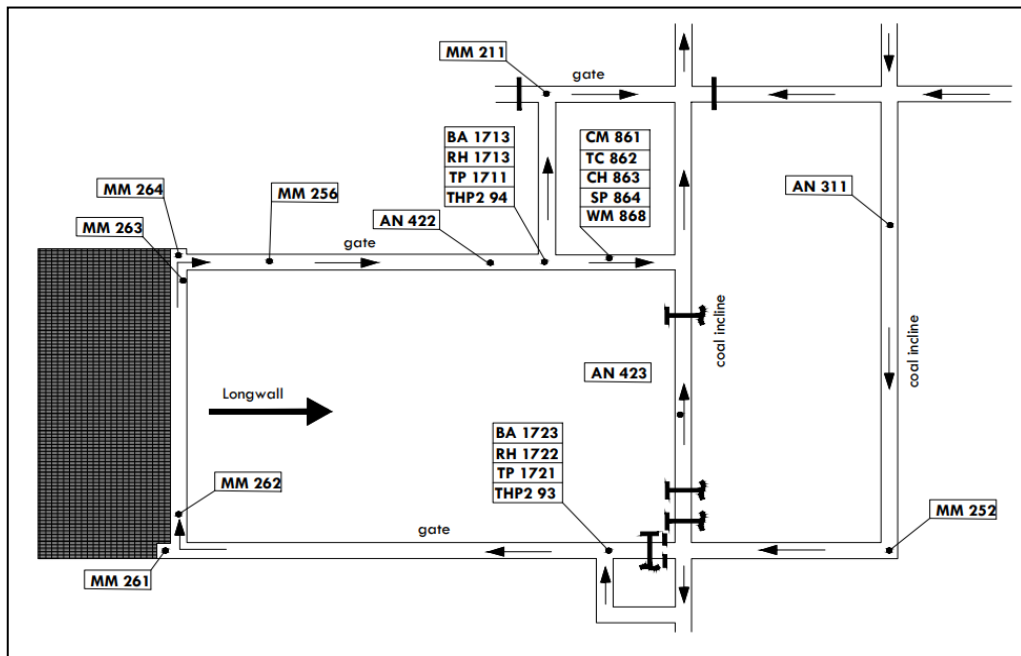 MM 211
gate
BA 1713
RH 1713
TP 1711
THP2 94
CM 861
TC 862
CH 863
SP 864
WM 868
MM 264
MM 256
AN 311
MM 263
AN 422
gate
coal incline
coal incline
AN 423
Longwall
BA 1723
RH 1722
TP 1721
THP2 93
MM 262
gate
MM 252
MM 261